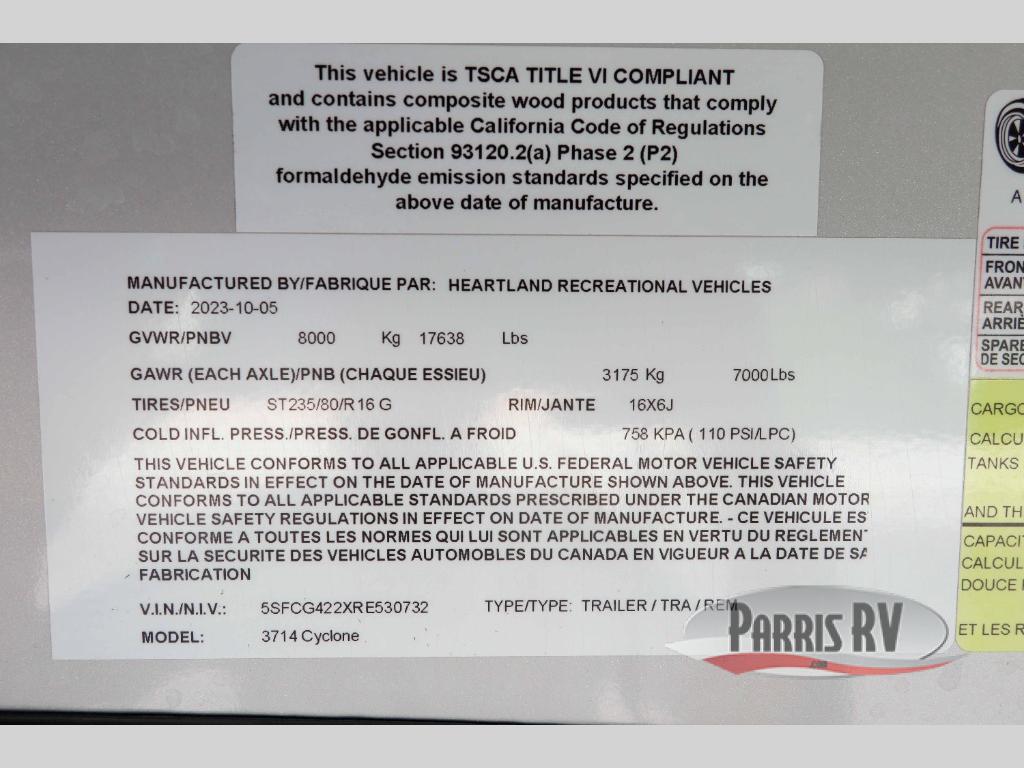 This vehicle is TSCA TITLE VI COMPLIANT
and contains composite wood products that comply
with the applicable California Code of Regulations
Section 93120.2(a) Phase 2 (P2)
formaldehyde emission standards specified on the
above date of manufacture.
MANUFACTURED BY/FABRIQUE PAR: HEARTLAND RECREATIONAL VEHICLES
DATE: 2023-10-05
GVWR/PNBV 8000 Kg 17638 Lbs
GAWR (EACH AXLE)/PNB (CHAQUE ESSIEU) 3175 Kg 7000Lbs
TIRES/PNEU ST235/80/R16 G RIM/JANTE 16X6J
COLD INFL. PRESS./PRESS. DE GONFL. A FROID 758 KPA ( 110 PSI/LPC)
THIS VEHICLE CONFORMS TO ALL APPLICABLE U.S. FEDERAL MOTOR VEHICLE SAFETY
STANDARDS IN EFFECT ON THE DATE OF MANUFACTURE SHOWN ABOVE. THIS VEHICLE
CONFORMS TO ALL APPLICABLE STANDARDS PRESCRIBED UNDER THE CANADIAN MOTOR
VEHICLE SAFETY REGULATIONS IN EFFECT ON DATE OF MANUFACTURE. - CE VEHICULE ES
CONFORME A TOUTES LES NORMES QUI LUI SONT APPLICABLES EN VERTU DU REGLEMENT
SUR LA SECURITE DES VEHICLES AUTOMOBLES DU CANADA EN VIGUEUR A LA DATE DE SA
FABRICATION
V.I.N./N.I.V.: 5SFCG422XRE530732 TYPE/TYPE: TRAILER / TRA / REM
MODEL: 3714 Cyclone
A
TIRE
FRON
AVAN
REAR
ARRIÈ
SPARE
DE SEC
CARGO
CALCU
TANKS
AND TH
CAPACIT
CALCUL
DOUCE
ET LES R
PARRIS RV
.com